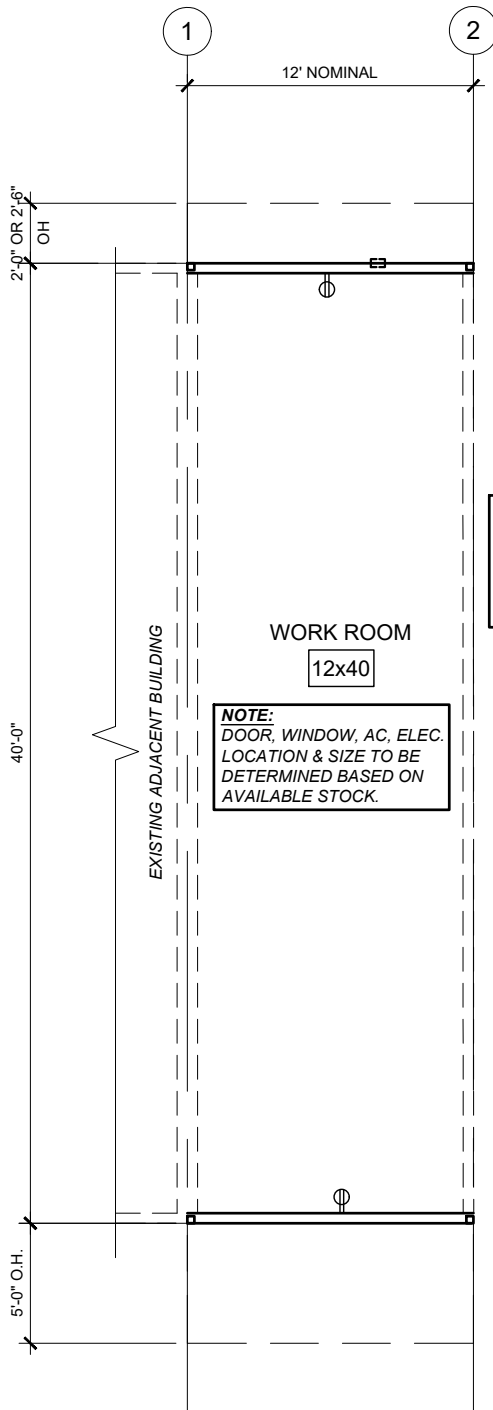 1
2
12' NOMINAL
2'-0" OR 2'-6"
OH
WORK ROOM
12x40
NOTE:
DOOR, WINDOW, AC, ELEC.
LOCATION & SIZE TO BE
DETERMINED BASED ON
AVAILABLE STOCK.
EXISTING ADJACENT BUILDING
40'-0"
5'-0" O.H.